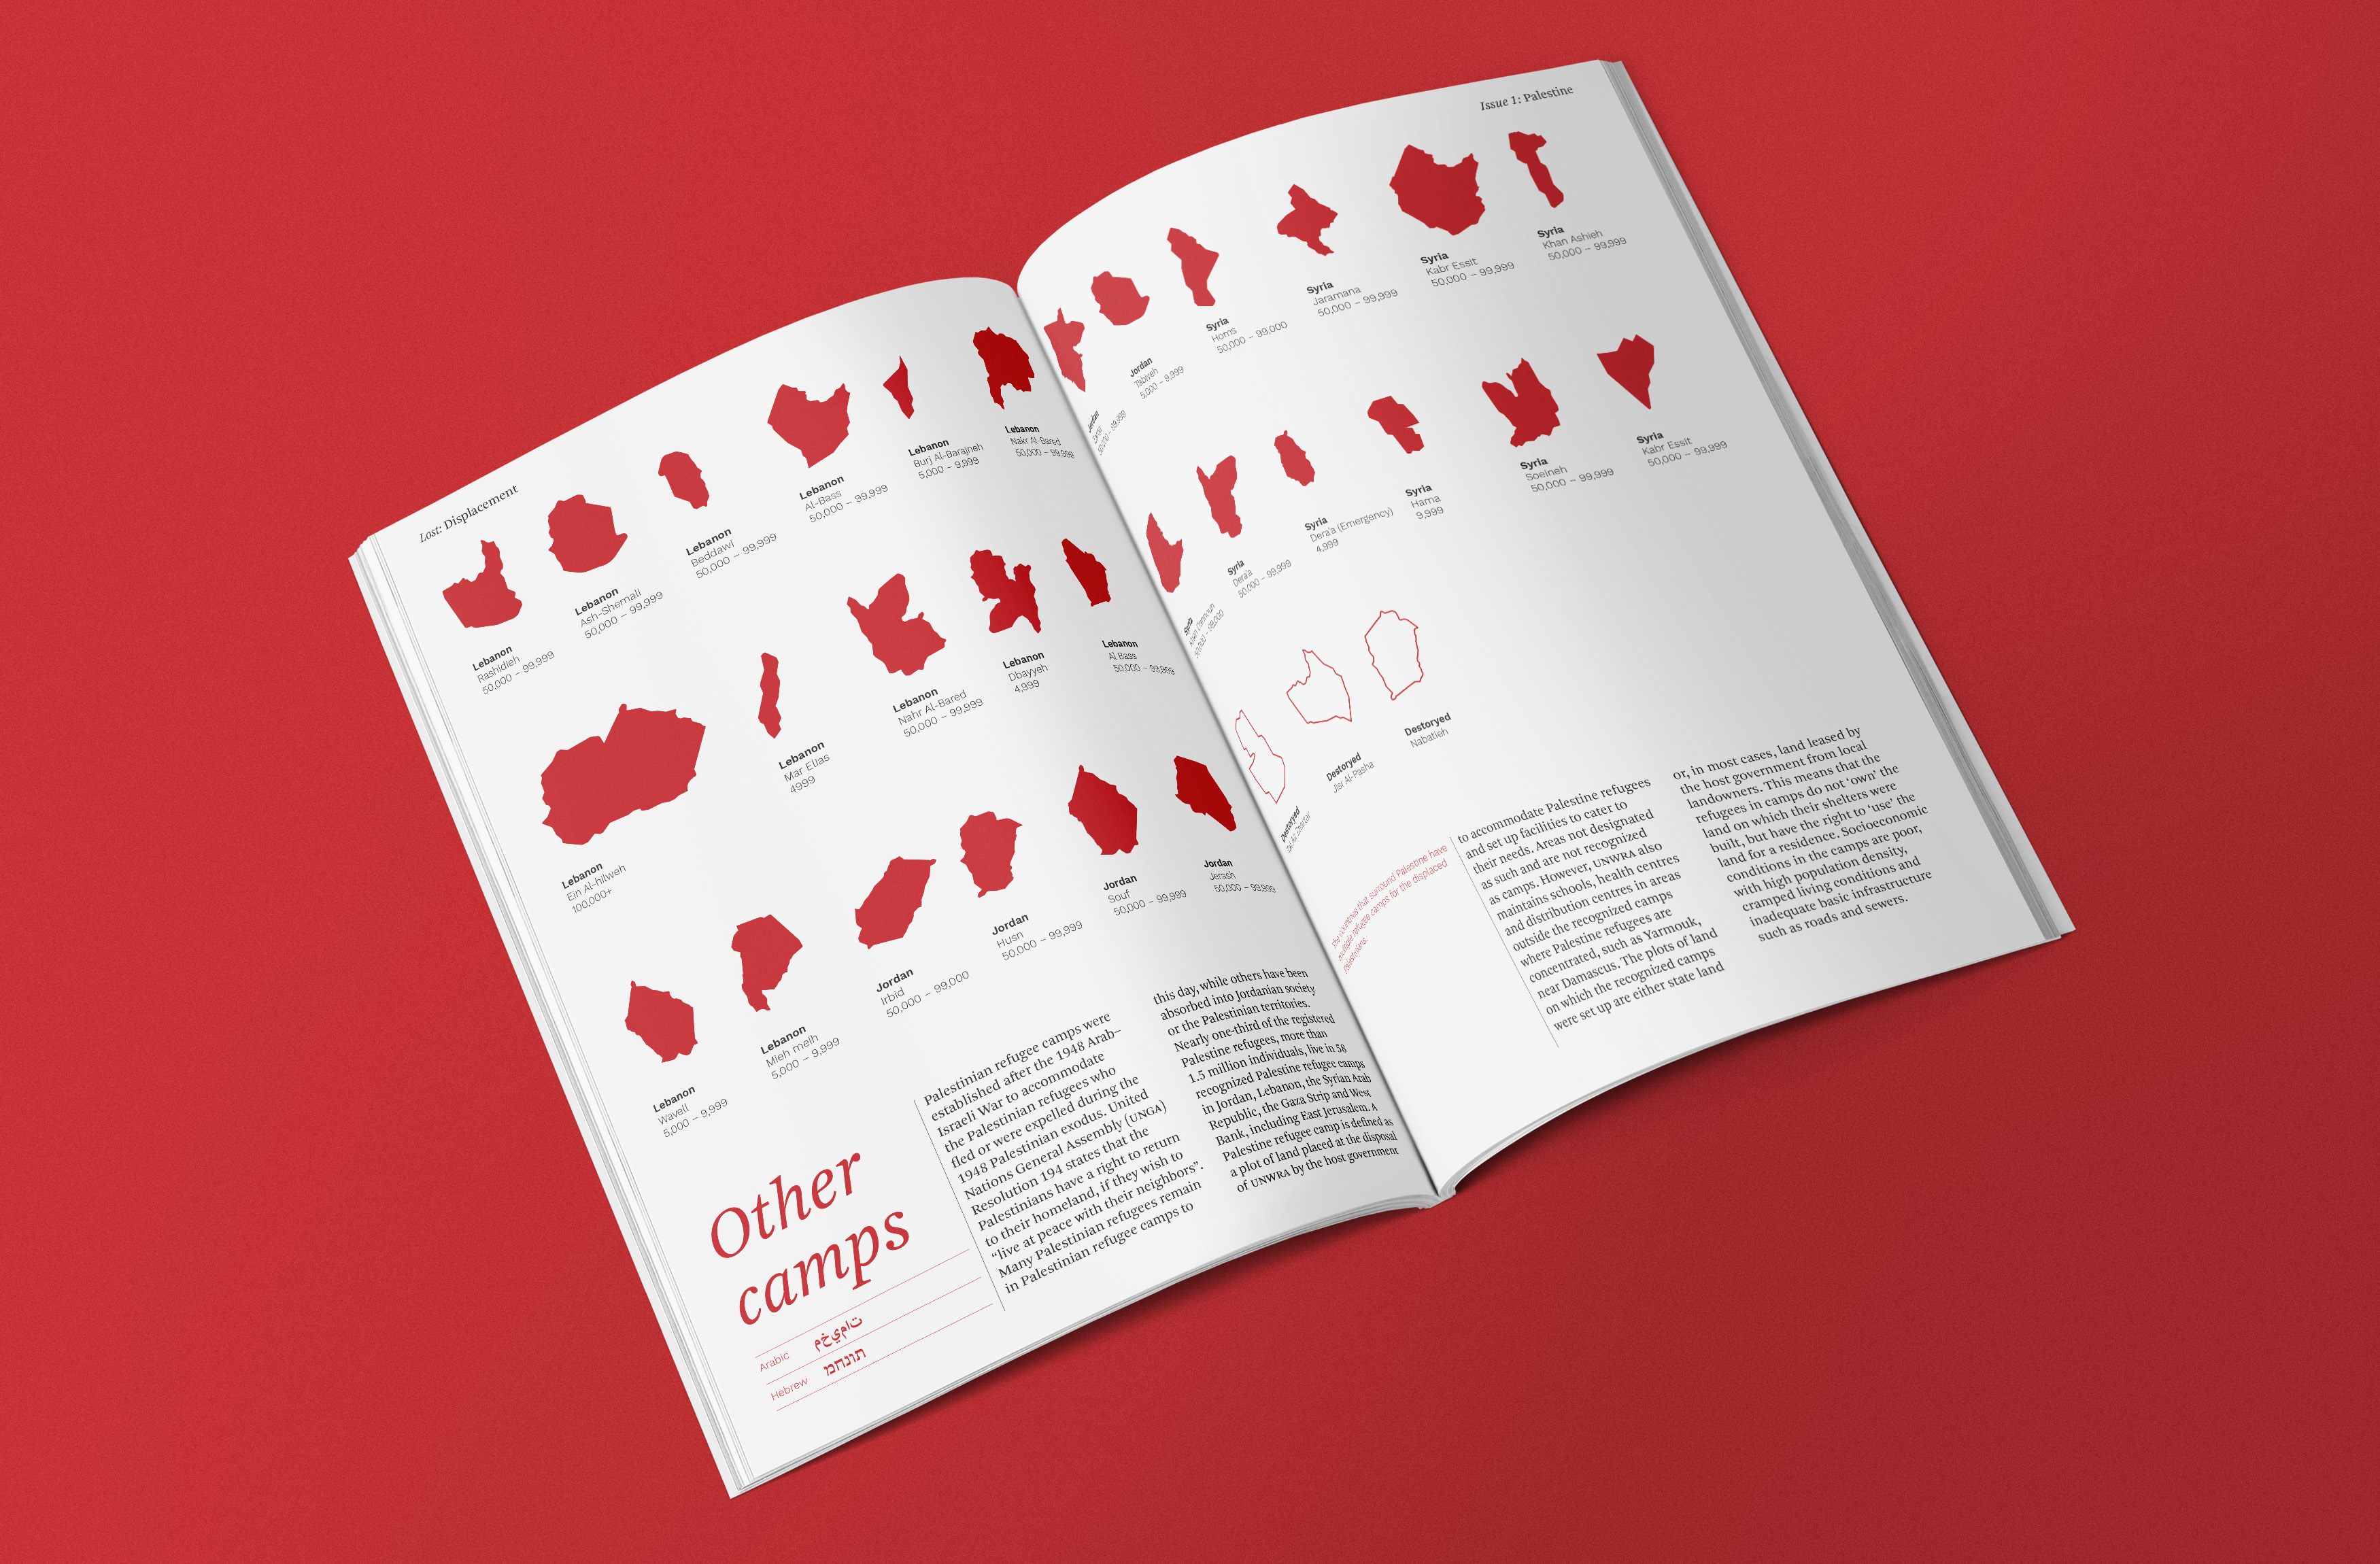 Lost: Displacement
Lebanon
Rashidieh
50,000 – 99,999
Lebanon
Ash-Shemali
50,000 – 99,999
Lebanon
Beddawi
50,000 – 99,999
Lebanon
Al-Bass
50,000 – 99,999
Lebanon
Burj Al-Barajneh
5,000 – 9,999
Lebanon
Nakr Al-Bared
50,000 – 99,999
Lebanon
Ein Al-hilweh
100,000+
Lebanon
Mar Elias
4999
Lebanon
Nahr Al-Bared
50,000 – 99,999
Lebanon
Dbayyeh
4,999
Lebanon
Al Bass
50,000 – 99,999
Lebanon
Wavell
5,000 – 9,999
Lebanon
Mieh meih
5,000 – 9,999
Jordan
Irbid
50,000 – 99,000
Jordan
Husn
50,000 – 99,999
Jordan
Souf
50,000 – 99,999
Jordan
Jerash
50,000 – 99,999
Other
camps
Arabic تاميخم
Hebrew תונחמ
Palestinian refugee camps were
established after the 1948 Arab–
Israeli War to accommodate
the Palestinian refugees who
fled or were expelled during the
1948 Palestinian exodus. United
Nations General Assembly (UNGA)
Resolution 194 states that the
Palestinians have a right to return
to their homeland, if they wish to
“live at peace with their neighbors”.
Many Palestinian refugees remain
in Palestinian refugee camps to
this day, while others have been
absorbed into Jordanian society
or the Palestinian territories.
Nearly one-third of the registered
Palestine refugees, more than
1.5 million individuals, live in 58
recognized Palestine refugee camps
in Jordan, Lebanon, the Syrian Arab
Republic, the Gaza Strip and West
Bank, including East Jerusalem. A
Palestine refugee camp is defined as
a plot of land placed at the disposal
of UNWRA by the host government
Issue 1: Palestine
Jordan
50,000 – 99,999
Jordan
Tabiyeh
5,000 – 9,999
Syria
Homs
50,000 – 99,000
Syria
Jaramana
50,000 – 99,999
Syria
Kabr Essit
50,000 – 99,999
Syria
Khan Ashieh
50,000 – 99,999
Syria
Syria
Dera'a
50,000 – 99,999
Syria
Dera'a (Emergency)
4,999
Syria
Hama
9,999
Syria
Soeineh
50,000 – 99,999
Syria
Kabr Essit
50,000 – 99,999
Destoryed
Destoryed
Jisr Al-Pasha
Destoryed
Nabatieh
The countries that surround Palestine have
multiple refugee camps for the displaced
Palestinians.
to accommodate Palestine refugees
and set up facilities to cater to
their needs. Areas not designated
as such and are not recognized
as camps. However, UNWRA also
maintains schools, health centres
and distribution centres in areas
outside the recognized camps
where Palestine refugees are
concentrated, such as Yarmouk,
near Damascus. The plots of land
on which the recognized camps
were set up are either state land
or, in most cases, land leased by
the host government from local
landowners. This means that the
refugees in camps do not ‘own’ the
land on which their shelters were
built, but have the right to ‘use’ the
land for a residence. Socioeconomic
conditions in the camps are poor,
with high population density,
cramped living conditions and
inadequate basic infrastructure
such as roads and sewers.